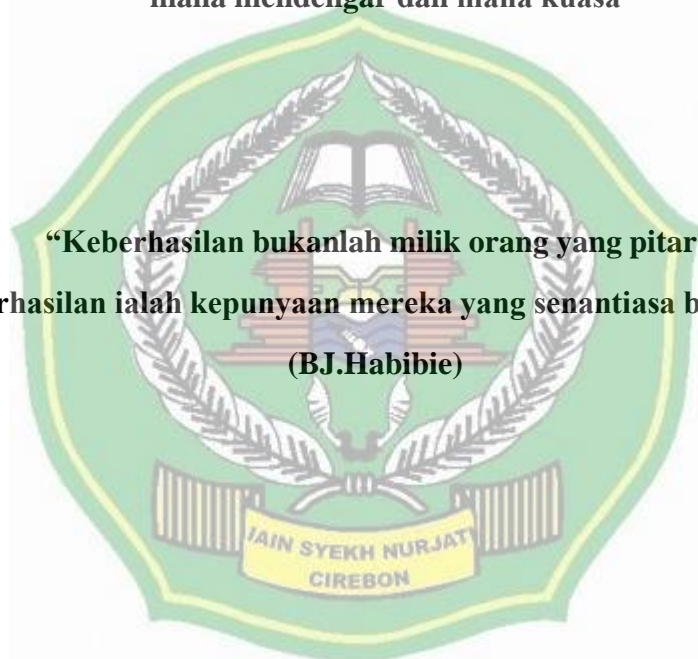 maha mendengar dan maha kuasa
“Keberhasilan bukanlah milik orang yang pitar
rhasilan ialah kepunyaan mereka yang senantiasa b
(BJ.Habibie)
IAIN SYEKH NURJATI
CIREBON